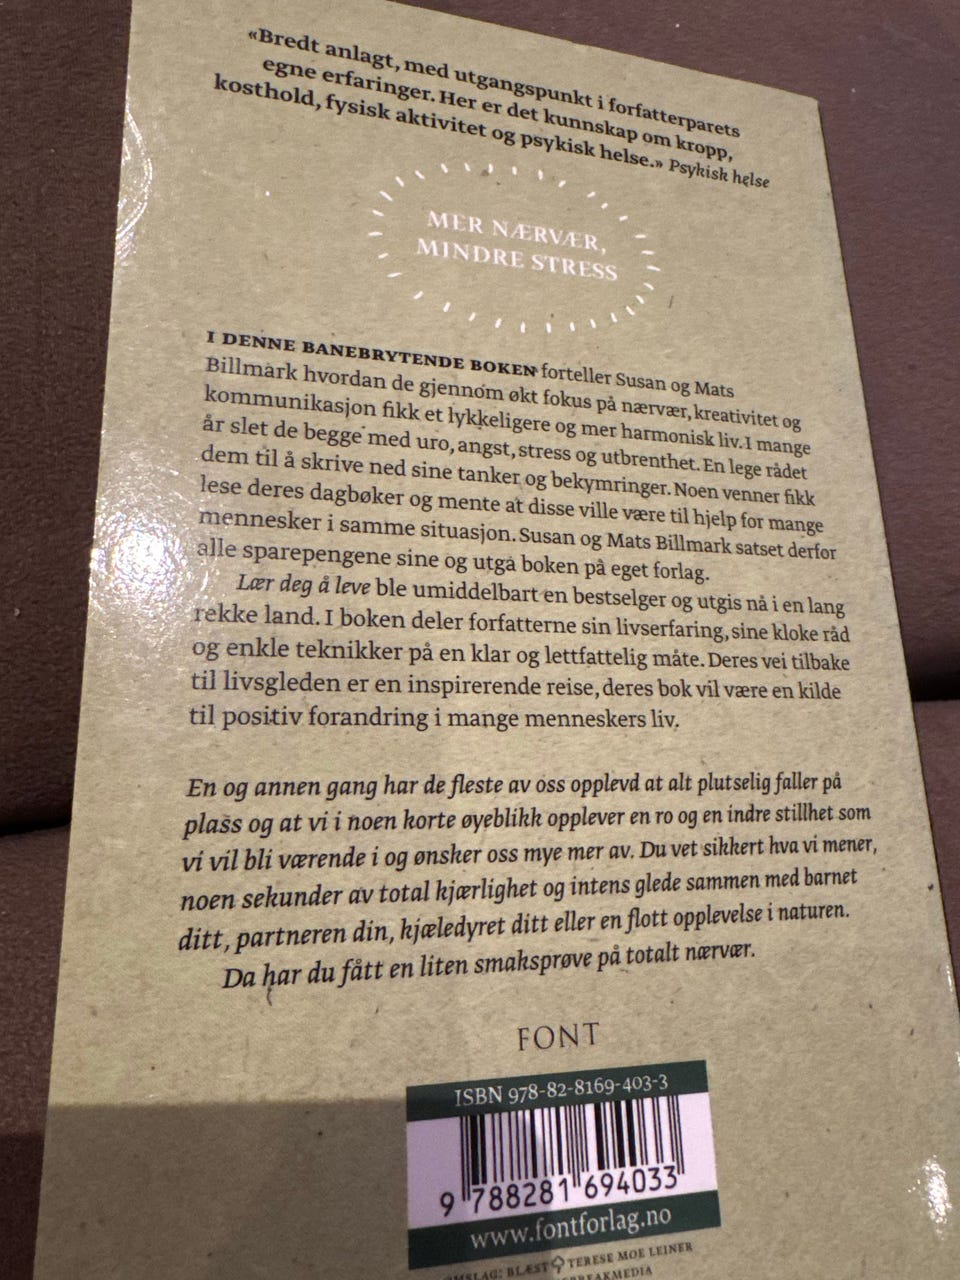 «Bredt anlagt, med utgangspunkt i forfatterparets
egne erfaringer. Her er det kunnskap om kropp,
kosthold, fysisk aktivitet og psykisk helse.» Psykisk helse
MER NÆRVÆR,
MINDRE STRESS
I DENNE BANEBRYTENDE BOKEN forteller Susan og Mats
Billmark hvordan de gjennom økt fokus på nærvær, kreativitet og
kommunikasjon fikk et lykkeligere og mer harmonisk liv. I mange
år slet de begge med uro, angst, stress og utbrenthet. En lege rådet
dem til å skrive ned sine tanker og bekymringer. Noen venner fikk
lese deres dagbøker og mente at disse ville være til hjelp for mange
mennesker i samme situasjon. Susan og Mats Billmark satset derfor
alle sparepengene sine og utga boken på eget forlag.
Lær deg å leve ble umiddelbart en bestselger og utgis nå i en lang
rekke land. I boken deler forfatterne sin livserfaring, sine kloke råd
og enkle teknikker på en klar og lettfattelig måte. Deres vei tilbake
til livsgleden er en inspirerende reise, deres bok vil være en kilde
til positiv forandring i mange menneskers liv.
En og annen gang har de fleste av oss opplevd at alt plutselig faller på
plass og at vi i noen korte øyeblikk opplever en ro og en indre stillhet som
vi vil bli værende i og ønsker oss mye mer av. Du vet sikkert hva vi mener,
noen sekunder av total kjærlighet og intens glede sammen med barnet
ditt, partneren din, kjæledyret ditt eller en flott opplevelse i naturen.
Da har du fått en liten smaksprøve på totalt nærvær.
FONT
ISBN 978-82-8169-403-3
9 788281 694033
www.fontforlag.no
BLÆST TERESE MOE LEINER